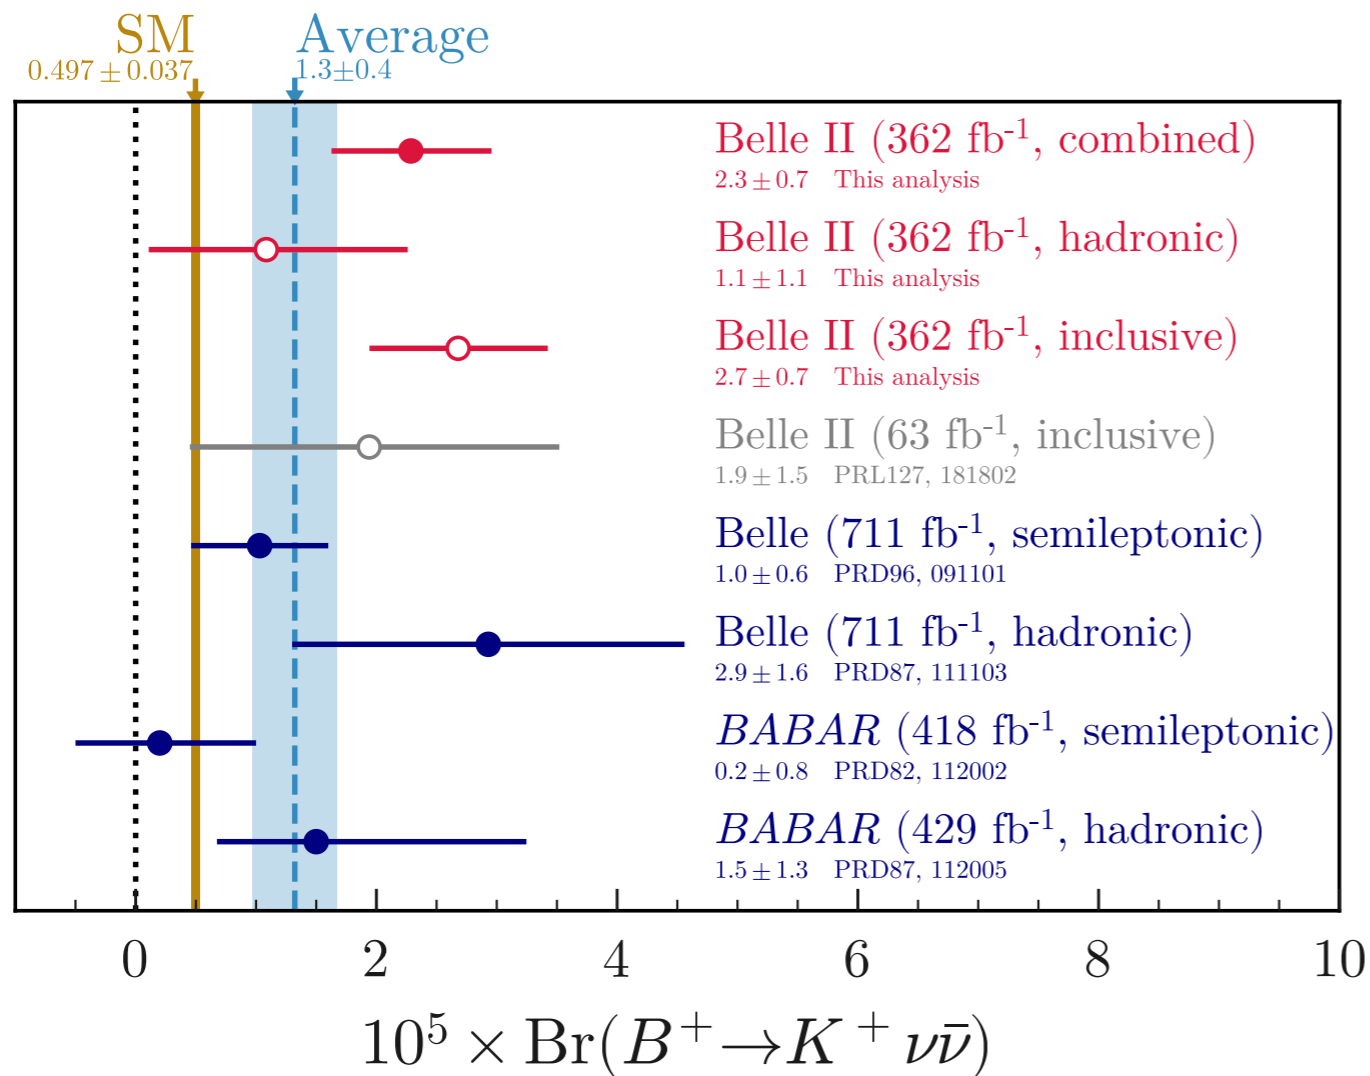 SM
0.497 ± 0.037
Average
1.3±0.4
Belle II (362 fb⁻¹, combined)
2.3 ± 0.7 This analysis
Belle II (362 fb⁻¹, hadronic)
1.1 ± 1.1 This analysis
Belle II (362 fb⁻¹, inclusive)
2.7 ± 0.7 This analysis
Belle II (63 fb⁻¹, inclusive)
1.9 ± 1.5 PRL127, 181802
Belle (711 fb⁻¹, semileptonic)
1.0 ± 0.6 PRD96, 091101
Belle (711 fb⁻¹, hadronic)
2.9 ± 1.6 PRD87, 111103
BABAR (418 fb⁻¹, semileptonic)
0.2 ± 0.8 PRD82, 112002
BABAR (429 fb⁻¹, hadronic)
1.5 ± 1.3 PRD87, 112005
0 2 4 6 8 10
10⁵ × Br(B⁺→K⁺ νν̄)